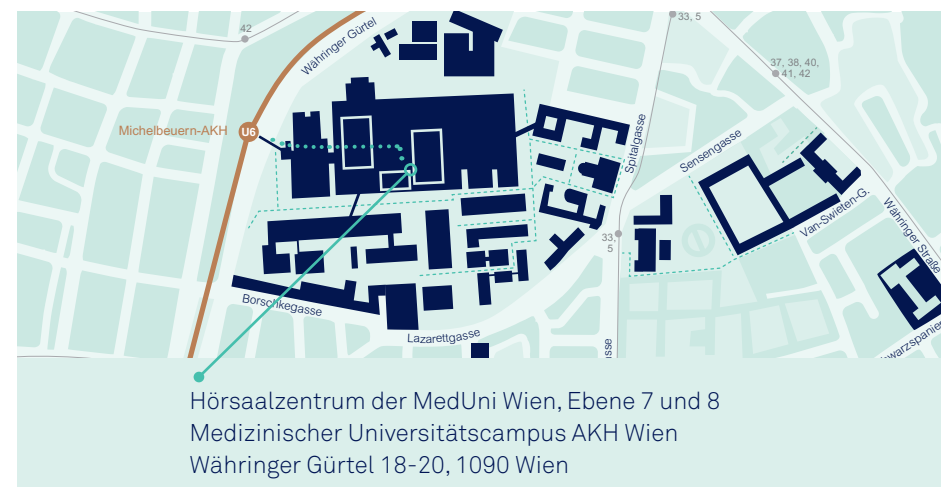 42
33, 5
Währinger Gürtel
37, 38, 40,
41, 42
Michelbeuern-AKH
U6
Spitalgasse
Sensengasse
Van-Swieten-G.
Währinger Straße
33,
5
Borschkegasse
Lazarettgasse
sse
warzspanie
Hörsaalzentrum der MedUni Wien, Ebene 7 und 8
Medizinischer Universitätscampus AKH Wien
Währinger Gürtel 18-20, 1090 Wien